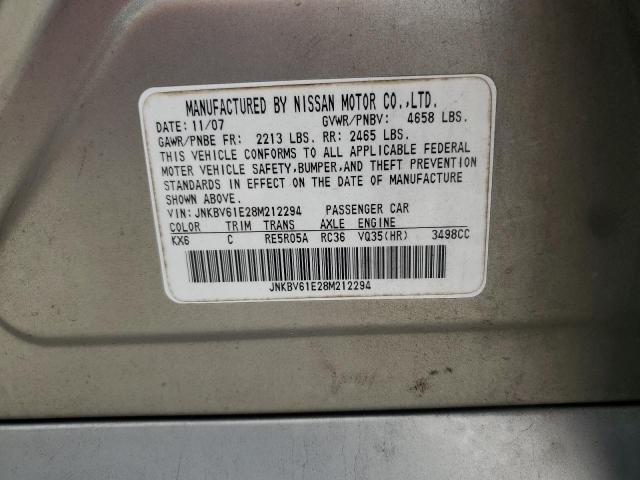 MANUFACTURED BY NISSAN MOTOR CO.,LTD.
DATE: 11/07 GVWR/PNBV: 4658 LBS.
GAWR/PNBE FR: 2213 LBS. RR: 2465 LBS.
THIS VEHICLE CONFORMS TO ALL APPLICABLE FEDERAL
MOTOR VEHICLE SAFETY,BUMPER,AND THEFT PREVENTION
STANDARDS IN EFFECT ON THE DATE OF MANUFACTURE
SHOWN ABOVE.
VIN: JNKBV61E28M212294 PASSENGER CAR
COLOR TRIM TRANS AXLE ENGINE
KX6 C RE5R05A RC36 VQ35(HR) 3498CC
JNKBV61E28M212294